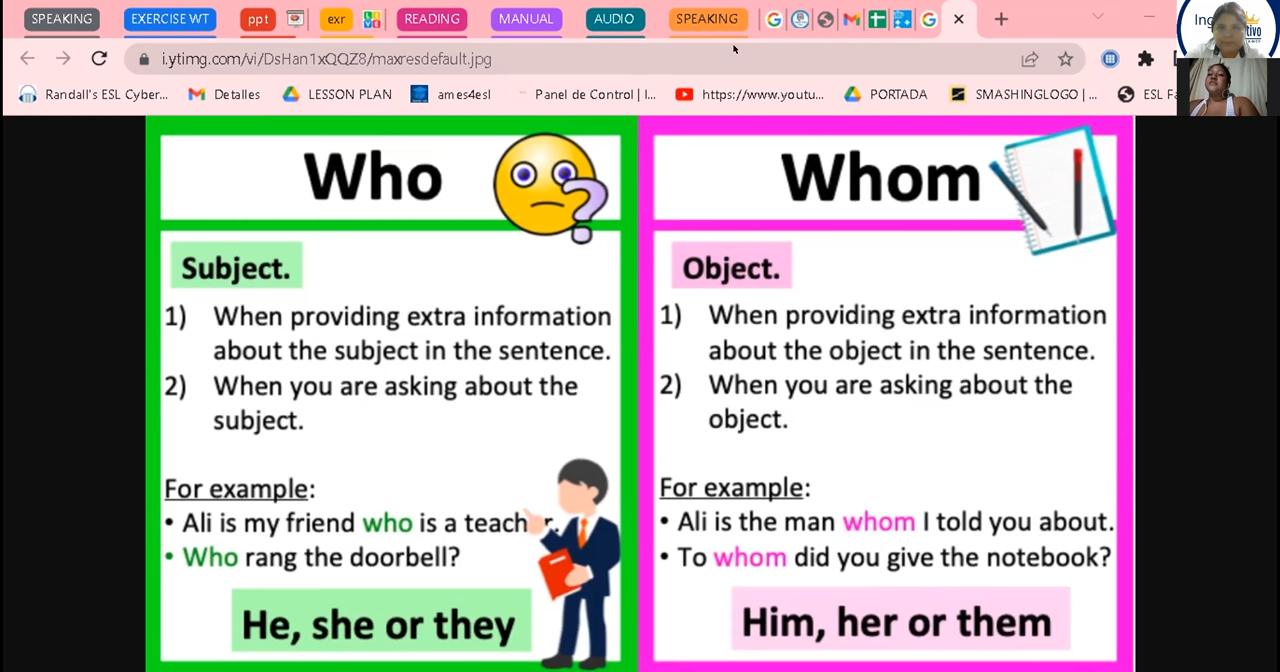 SPEAKING EXERCISE WT ppt exr READING MANUAL AUDIO SPEAKING
i.ytimg.com/vi/DsHan1xQQZ8/maxresdefault.jpg
Randall's ESL Cyber... Detalles LESSON PLAN ames4esl Panel de Control | I... https://www.youtu... PORTADA SMASHINGLOGO | ... ESL Fa
Who
Subject.
1) When providing extra information
about the subject in the sentence.
2) When you are asking about the
subject.
For example:
• Ali is my friend who is a teach r.
• Who rang the doorbell?
He, she or they
Whom
Object.
1) When providing extra information
about the object in the sentence.
2) When you are asking about the
object.
For example:
• Ali is the man whom I told you about.
• To whom did you give the notebook?
Him, her or them